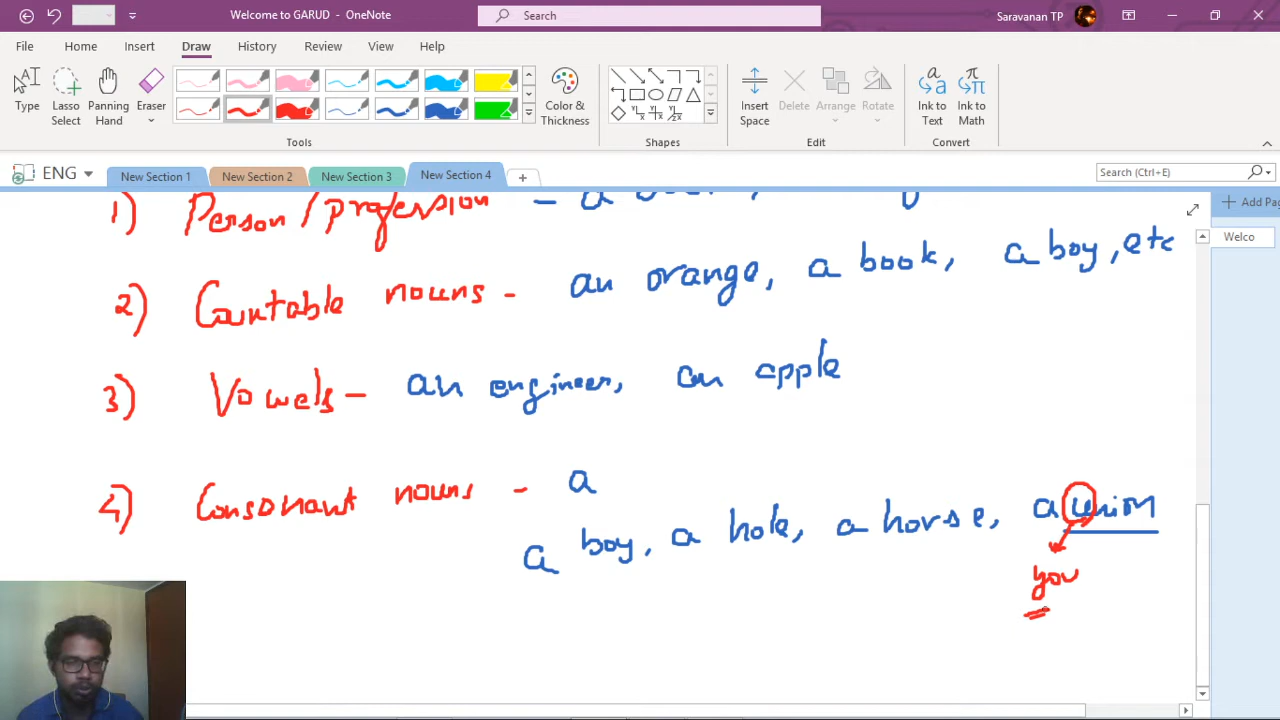 Welcome to GARUD - OneNote
Search
Saravanan TP
File Home Insert Draw History Review View Help
Type
Lasso Select
Panning Hand
Eraser
Color & Thickness
Insert Space
Delete
Arrange
Rotate
Ink to Text
Ink to Math
Tools Shapes Edit Convert
ENG New Section 1 New Section 2 New Section 3 New Section 4 Search (Ctrl+E)
Add Pag
Welco
1) Person/profession - a
2) Countable nouns - an orange, a book, a boy, etc
3) Vowels - an engineer, an apple
4) Consonant nouns - a
a boy, a hole, a horse, a union
you